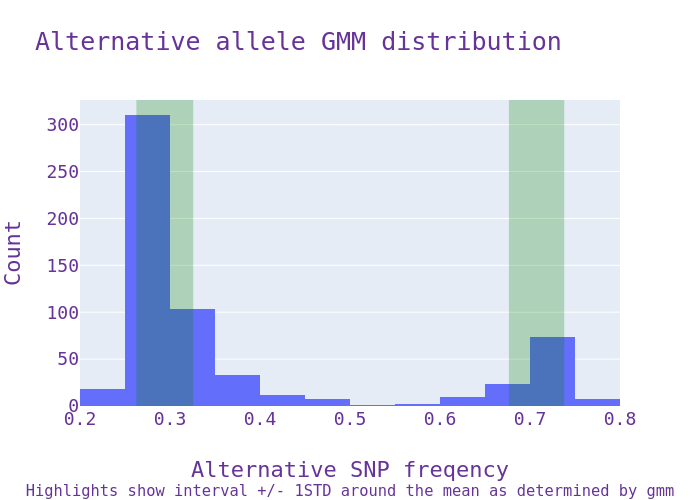 Alternative allele GMM distribution
300
250
200
150
100
50
0
Count
0.2 0.3 0.4 0.5 0.6 0.7 0.8
Alternative SNP freqency
Highlights show interval +/- 1STD around the mean as determined by gmm